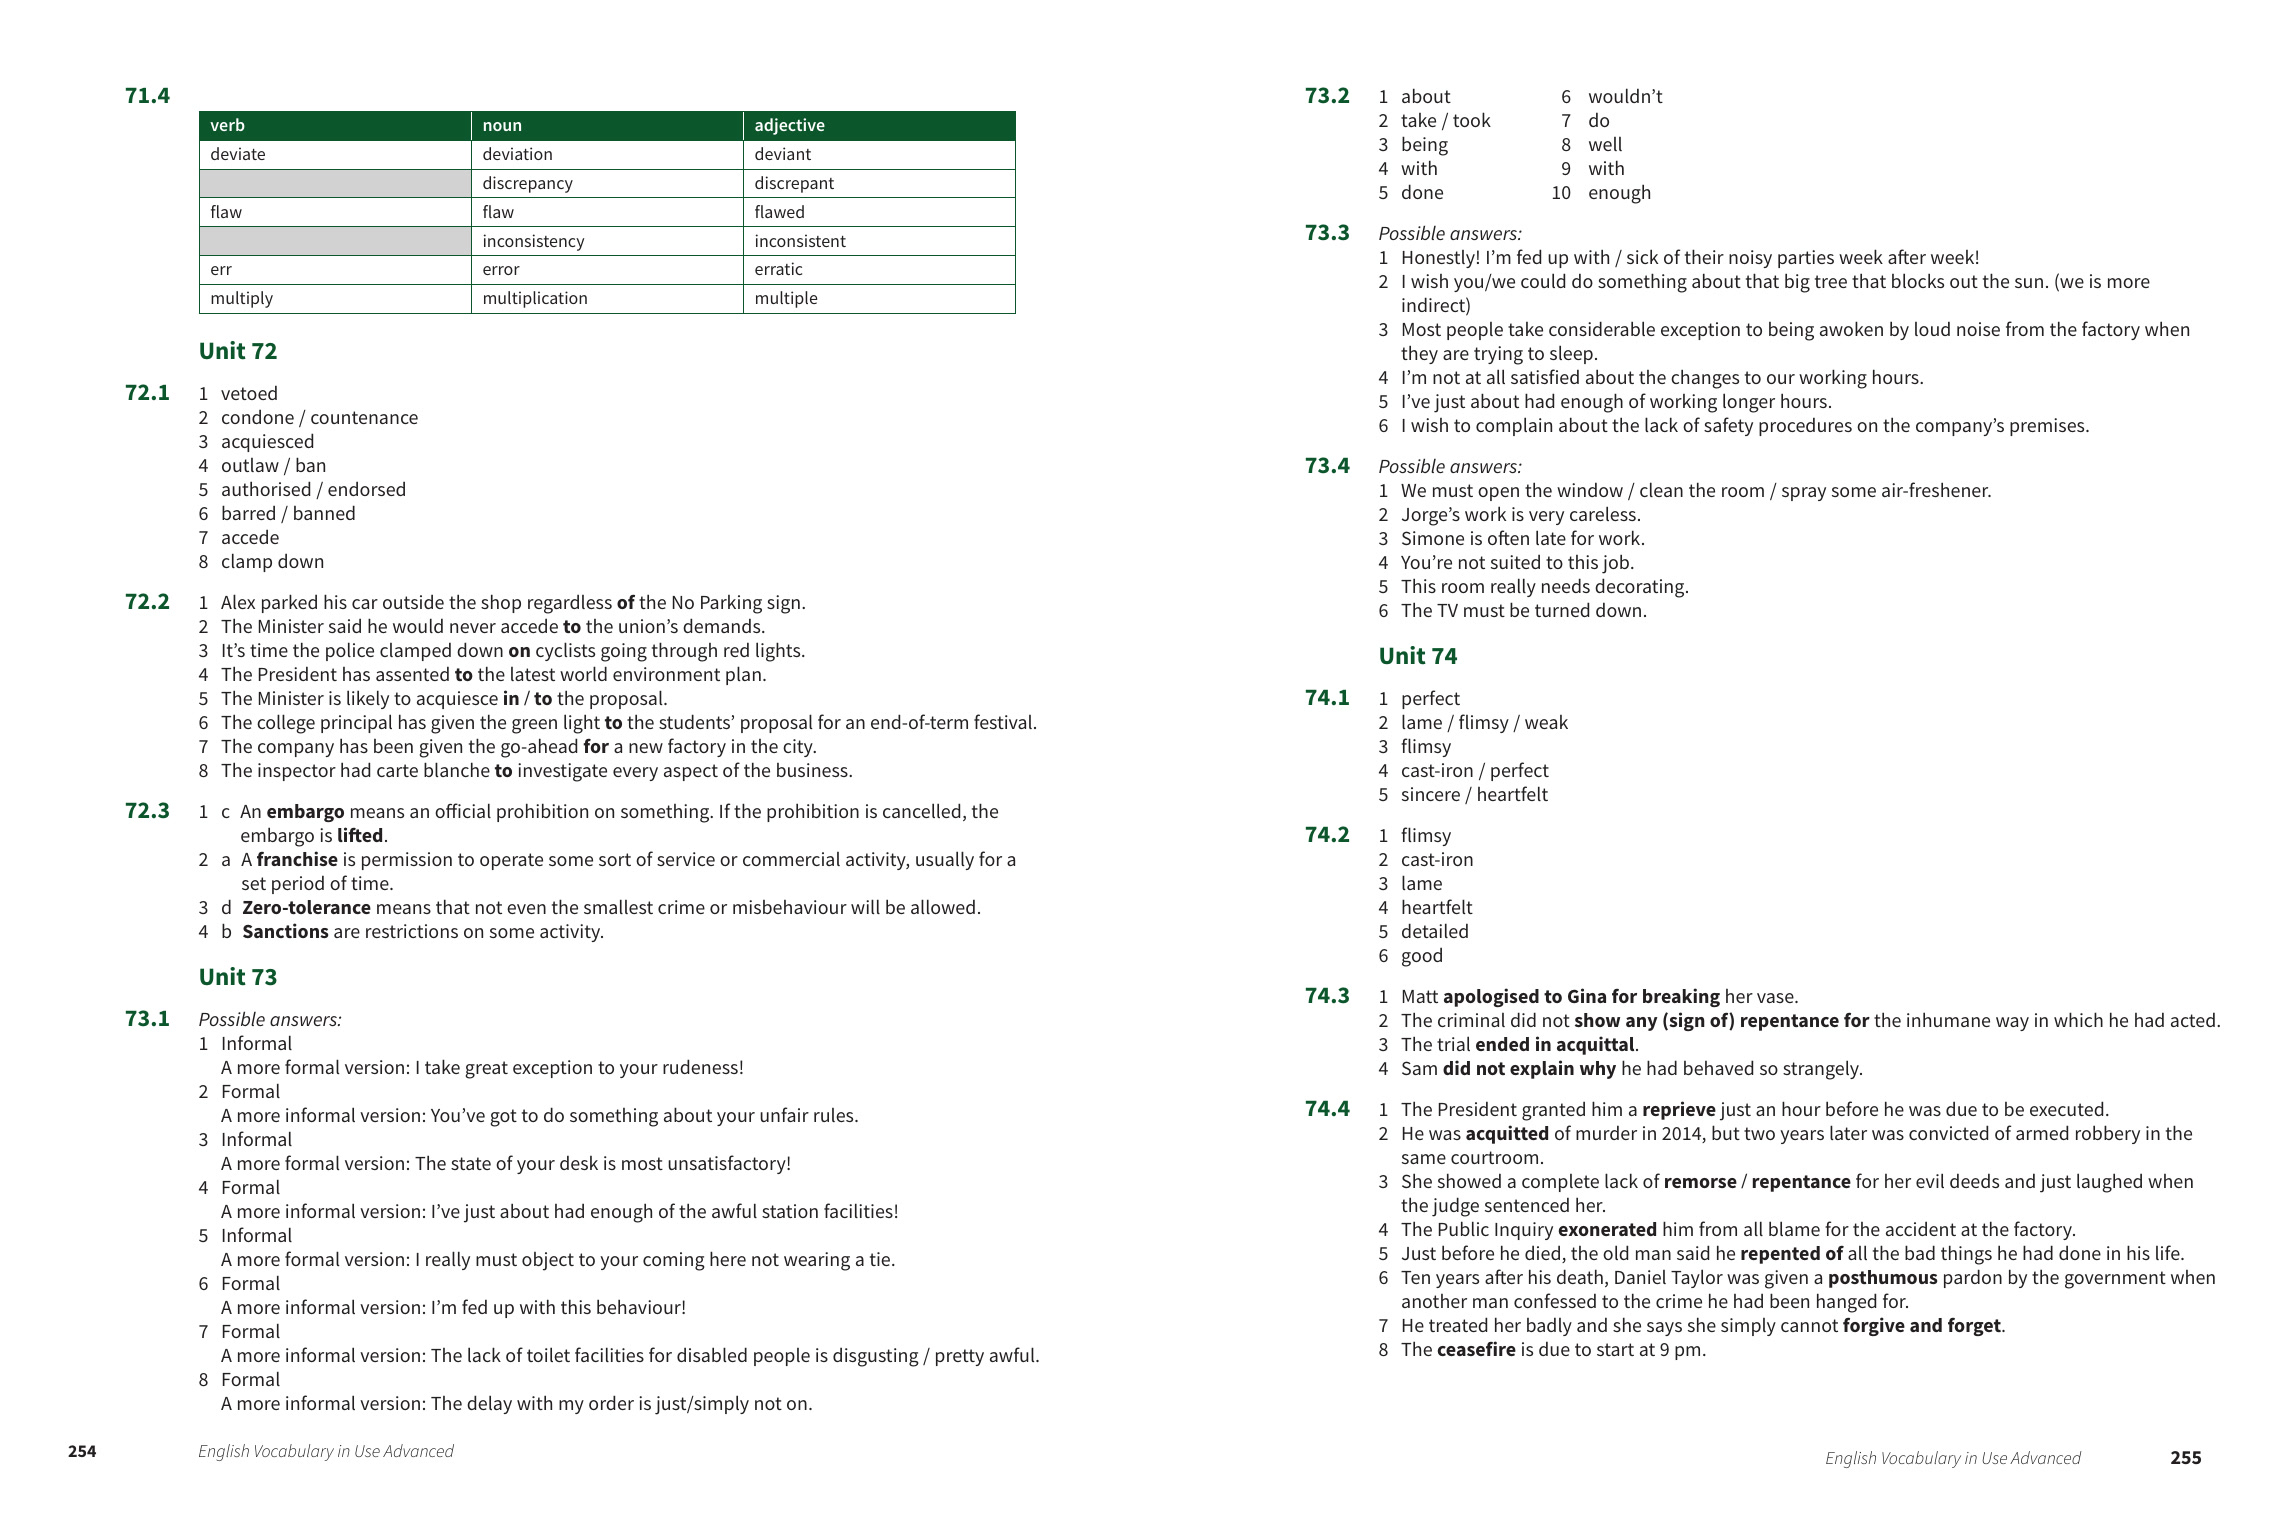 71.4
verb noun adjective
deviate deviation deviant
discrepancy discrepant
flaw flaw flawed
inconsistency inconsistent
err error erratic
multiply multiplication multiple
Unit 72
72.1 1 vetoed
2 condone / countenance
3 acquiesced
4 outlaw / ban
5 authorised / endorsed
6 barred / banned
7 accede
8 clamp down
72.2 1 Alex parked his car outside the shop regardless of the No Parking sign.
2 The Minister said he would never accede to the union’s demands.
3 It’s time the police clamped down on cyclists going through red lights.
4 The President has assented to the latest world environment plan.
5 The Minister is likely to acquiesce in / to the proposal.
6 The college principal has given the green light to the students’ proposal for an end-of-term festival.
7 The company has been given the go-ahead for a new factory in the city.
8 The inspector had carte blanche to investigate every aspect of the business.
72.3 1 c An embargo means an official prohibition on something. If the prohibition is cancelled, the
embargo is lifted.
2 a A franchise is permission to operate some sort of service or commercial activity, usually for a
set period of time.
3 d Zero-tolerance means that not even the smallest crime or misbehaviour will be allowed.
4 b Sanctions are restrictions on some activity.
Unit 73
73.1 Possible answers:
1 Informal
A more formal version: I take great exception to your rudeness!
2 Formal
A more informal version: You’ve got to do something about your unfair rules.
3 Informal
A more formal version: The state of your desk is most unsatisfactory!
4 Formal
A more informal version: I’ve just about had enough of the awful station facilities!
5 Informal
A more formal version: I really must object to your coming here not wearing a tie.
6 Formal
A more informal version: I’m fed up with this behaviour!
7 Formal
A more informal version: The lack of toilet facilities for disabled people is disgusting / pretty awful.
8 Formal
A more informal version: The delay with my order is just/simply not on.
254 English Vocabulary in Use Advanced
73.2 1 about 6 wouldn’t
2 take / took 7 do
3 being 8 well
4 with 9 with
5 done 10 enough
73.3 Possible answers:
1 Honestly! I’m fed up with / sick of their noisy parties week after week!
2 I wish you/we could do something about that big tree that blocks out the sun. (we is more
indirect)
3 Most people take considerable exception to being awoken by loud noise from the factory when
they are trying to sleep.
4 I’m not at all satisfied about the changes to our working hours.
5 I’ve just about had enough of working longer hours.
6 I wish to complain about the lack of safety procedures on the company’s premises.
73.4 Possible answers:
1 We must open the window / clean the room / spray some air-freshener.
2 Jorge’s work is very careless.
3 Simone is often late for work.
4 You’re not suited to this job.
5 This room really needs decorating.
6 The TV must be turned down.
Unit 74
74.1 1 perfect
2 lame / flimsy / weak
3 flimsy
4 cast-iron / perfect
5 sincere / heartfelt
74.2 1 flimsy
2 cast-iron
3 lame
4 heartfelt
5 detailed
6 good
74.3 1 Matt apologised to Gina for breaking her vase.
2 The criminal did not show any (sign of) repentance for the inhumane way in which he had acted.
3 The trial ended in acquittal.
4 Sam did not explain why he had behaved so strangely.
74.4 1 The President granted him a reprieve just an hour before he was due to be executed.
2 He was acquitted of murder in 2014, but two years later was convicted of armed robbery in the
same courtroom.
3 She showed a complete lack of remorse / repentance for her evil deeds and just laughed when
the judge sentenced her.
4 The Public Inquiry exonerated him from all blame for the accident at the factory.
5 Just before he died, the old man said he repented of all the bad things he had done in his life.
6 Ten years after his death, Daniel Taylor was given a posthumous pardon by the government when
another man confessed to the crime he had been hanged for.
7 He treated her badly and she says she simply cannot forgive and forget.
8 The ceasefire is due to start at 9 pm.
English Vocabulary in Use Advanced 255